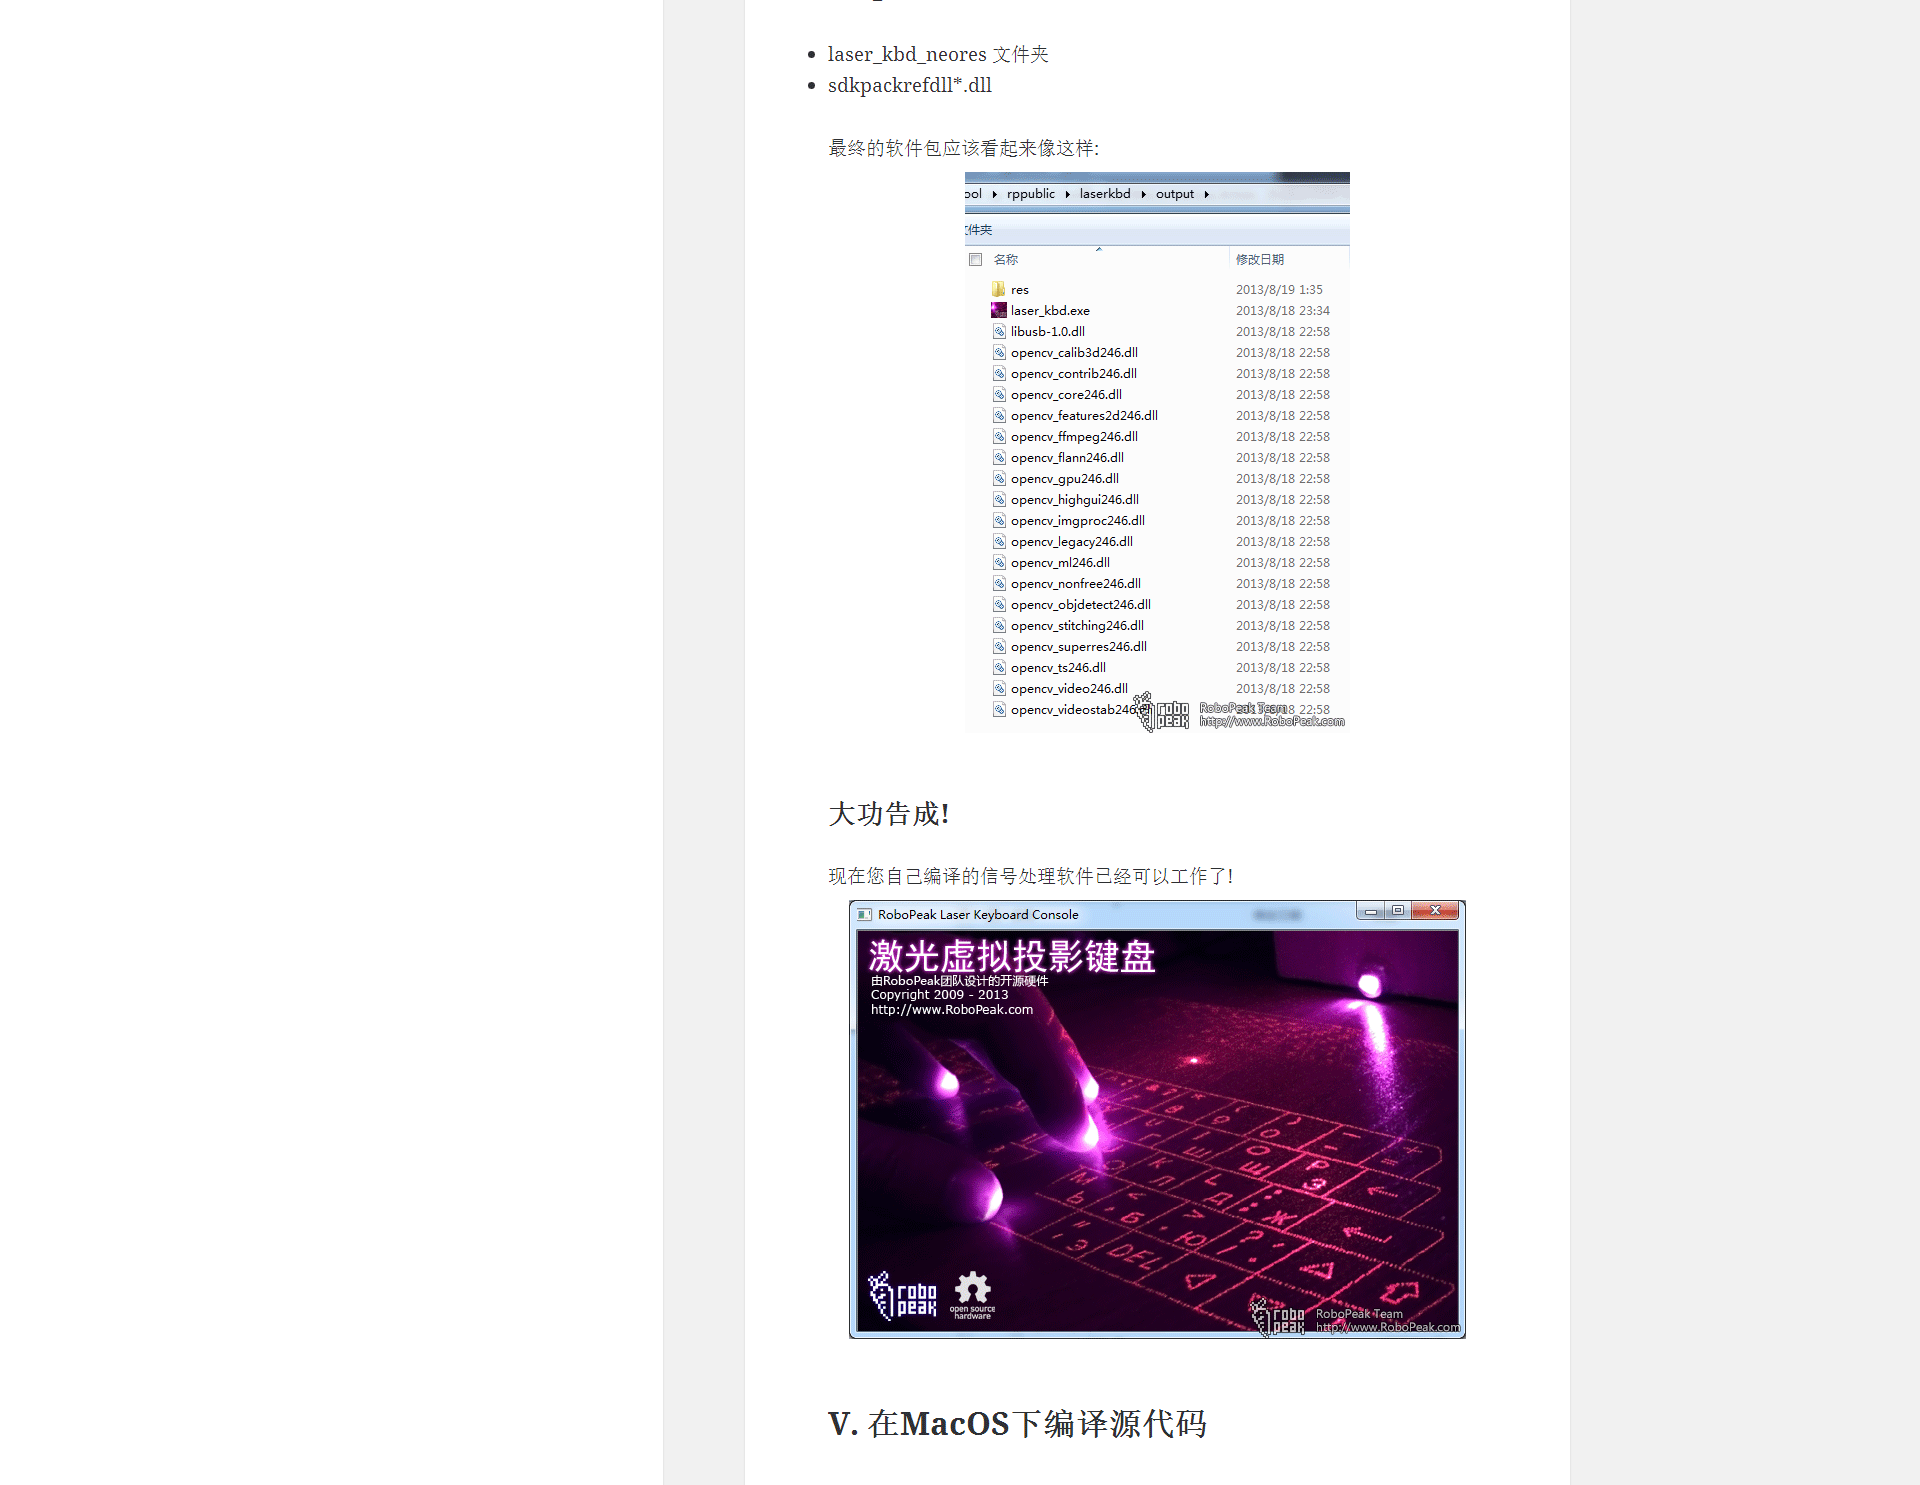 laser_kbd_neores 文件夹
sdkpackrefdll*.dll
最终的软件包应该看起来像这样:
ool ▸ rppublic ▸ laserkbd ▸ output ▸
文件夹
名称 修改日期
res 2013/8/19 1:35
laser_kbd.exe 2013/8/18 23:34
libusb-1.0.dll 2013/8/18 22:58
opencv_calib3d246.dll 2013/8/18 22:58
opencv_contrib246.dll 2013/8/18 22:58
opencv_core246.dll 2013/8/18 22:58
opencv_features2d246.dll 2013/8/18 22:58
opencv_ffmpeg246.dll 2013/8/18 22:58
opencv_flann246.dll 2013/8/18 22:58
opencv_gpu246.dll 2013/8/18 22:58
opencv_highgui246.dll 2013/8/18 22:58
opencv_imgproc246.dll 2013/8/18 22:58
opencv_legacy246.dll 2013/8/18 22:58
opencv_ml246.dll 2013/8/18 22:58
opencv_nonfree246.dll 2013/8/18 22:58
opencv_objdetect246.dll 2013/8/18 22:58
opencv_stitching246.dll 2013/8/18 22:58
opencv_superres246.dll 2013/8/18 22:58
opencv_ts246.dll 2013/8/18 22:58
opencv_video246.dll 2013/8/18 22:58
opencv_videostab246.dll 2013/8/18 22:58
robo peak
RoboPeak Team
http://www.RoboPeak.com
大功告成!
现在您自己编译的信号处理软件已经可以工作了!
RoboPeak Laser Keyboard Console
激光虚拟投影键盘
由RoboPeak团队设计的开源硬件
Copyright 2009 - 2013
http://www.RoboPeak.com
DEL
robo
peak
open source
hardware
robo
peak
RoboPeak Team
http://www.RoboPeak.com
V. 在MacOS下编译源代码